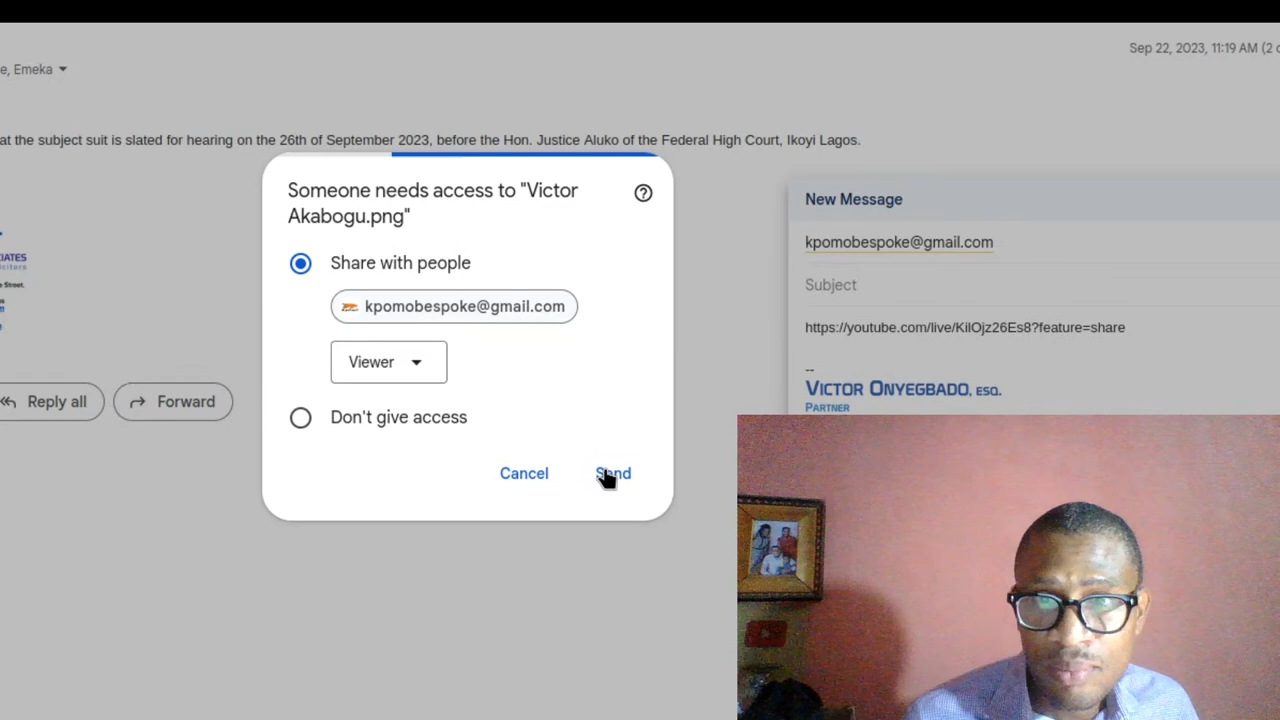 Sep 22, 2023, 11:19 AM (2
e, Emeka
at the subject suit is slated for hearing on the 26th of September 2023, before the Hon. Justice Aluko of the Federal High Court, Ikoyi Lagos.
Someone needs access to "Victor
Akabogu.png"
Share with people
kpomobespoke@gmail.com
Viewer
Don't give access
Cancel
Send
New Message
kpomobespoke@gmail.com
Subject
https://youtube.com/live/KilOjz26Es8?feature=share
--
VICTOR ONYEGBADO, ESQ.
PARTNER
IATES
icitors
Street.
Reply all
Forward